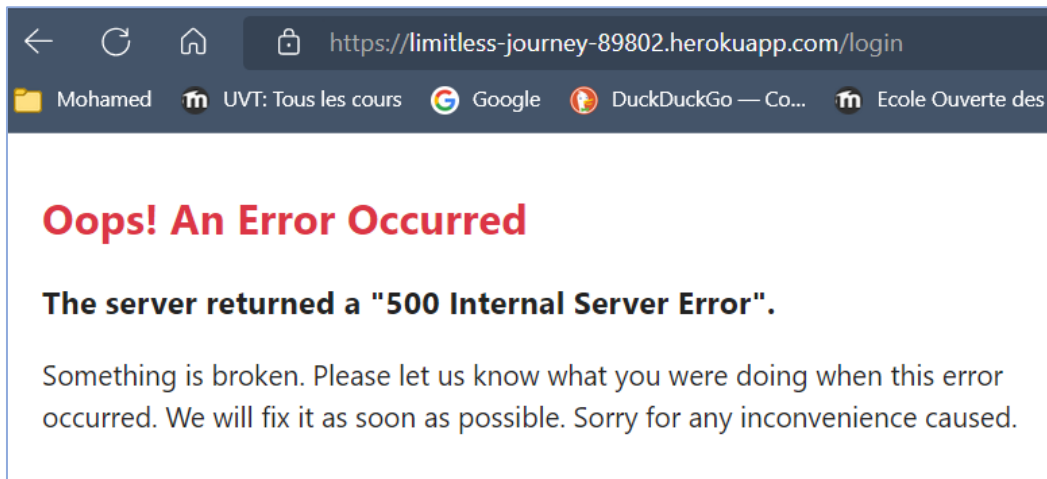 https://limitless-journey-89802.herokuapp.com/login
Mohamed UVT: Tous les cours Google DuckDuckGo — Co... Ecole Ouverte des
Oops! An Error Occurred
The server returned a "500 Internal Server Error".
Something is broken. Please let us know what you were doing when this error
occurred. We will fix it as soon as possible. Sorry for any inconvenience caused.